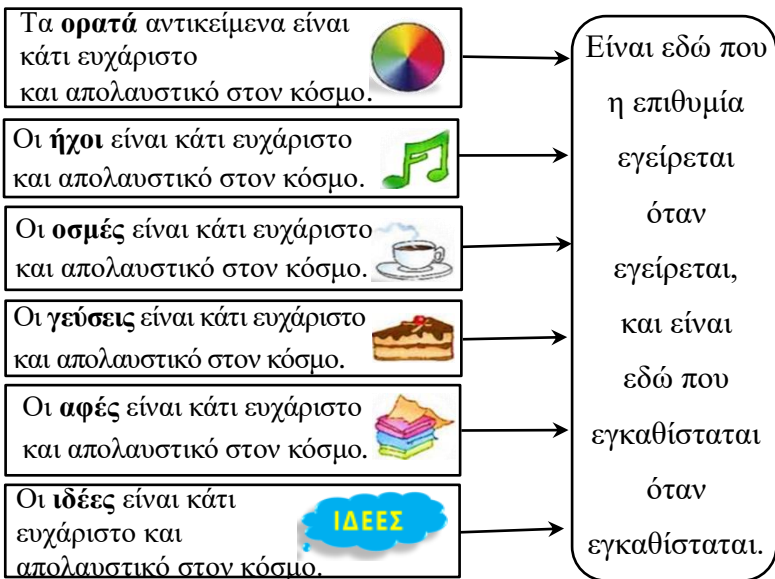 Τα ορατά αντικείμενα είναι
κάτι ευχάριστο
και απολαυστικό στον κόσμο.
Οι ήχοι είναι κάτι ευχάριστο
και απολαυστικό στον κόσμο.
Οι οσμές είναι κάτι ευχάριστο
και απολαυστικό στον κόσμο.
Οι γεύσεις είναι κάτι ευχάριστο
και απολαυστικό στον κόσμο.
Οι αφές είναι κάτι ευχάριστο
και απολαυστικό στον κόσμο.
Οι ιδέες είναι κάτι
ευχάριστο και
απολαυστικό στον κόσμο.
ΙΔΕΕΣ
Είναι εδώ που
η επιθυμία
εγείρεται
όταν
εγείρεται,
και είναι
εδώ που
εγκαθίσταται
όταν
εγκαθίσταται.